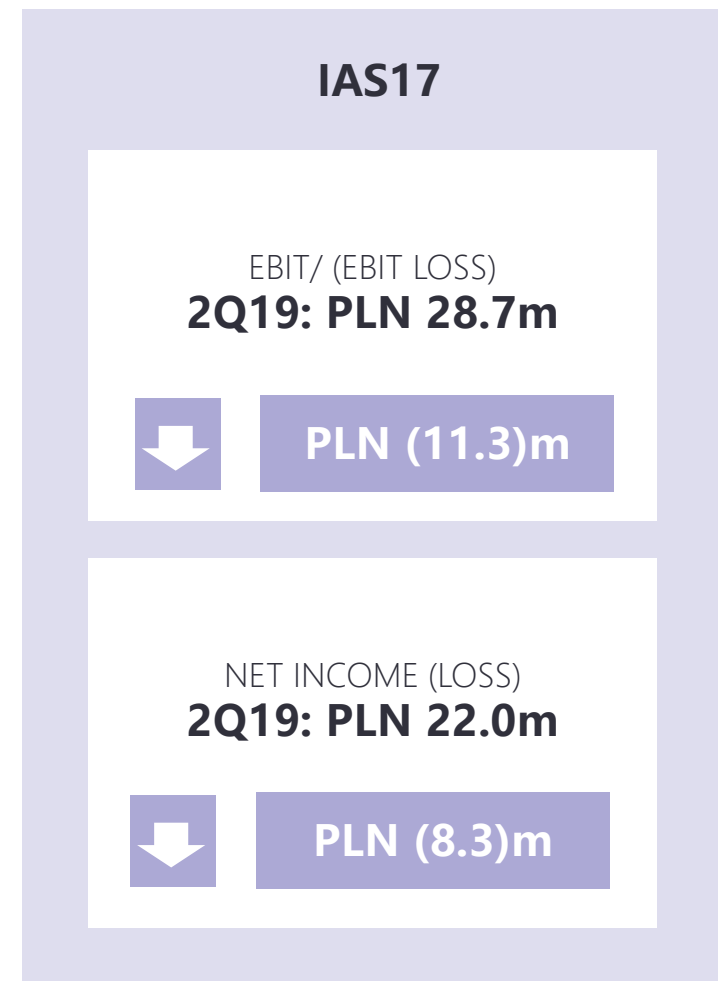 IAS17
EBIT/ (EBIT LOSS)
2Q19: PLN 28.7m
PLN (11.3)m
NET INCOME (LOSS)
2Q19: PLN 22.0m
PLN (8.3)m